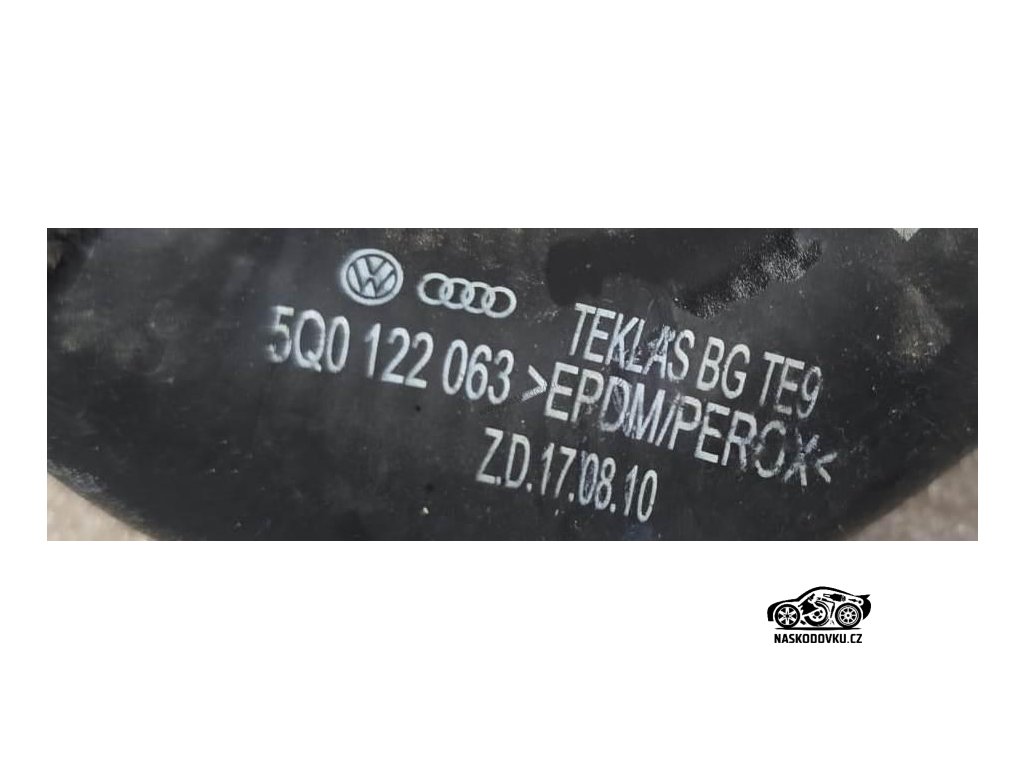 TEKLAS BG TE9
5Q0 122 063 >EPDM/PEROX<
Z.D.17.08.10
NASKODOVKU.CZ